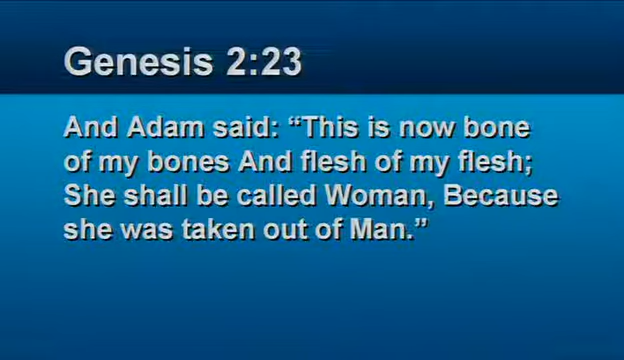 Genesis 2:23
And Adam said: “This is now bone
of my bones And flesh of my flesh;
She shall be called Woman, Because
she was taken out of Man.”